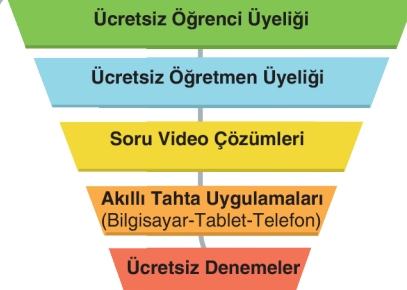 Ücretsiz Öğrenci Üyeliği
Ücretsiz Öğretmen Üyeliği
Soru Video Çözümleri
Akıllı Tahta Uygulamaları
(Bilgisayar-Tablet-Telefon)
Ücretsiz Denemeler